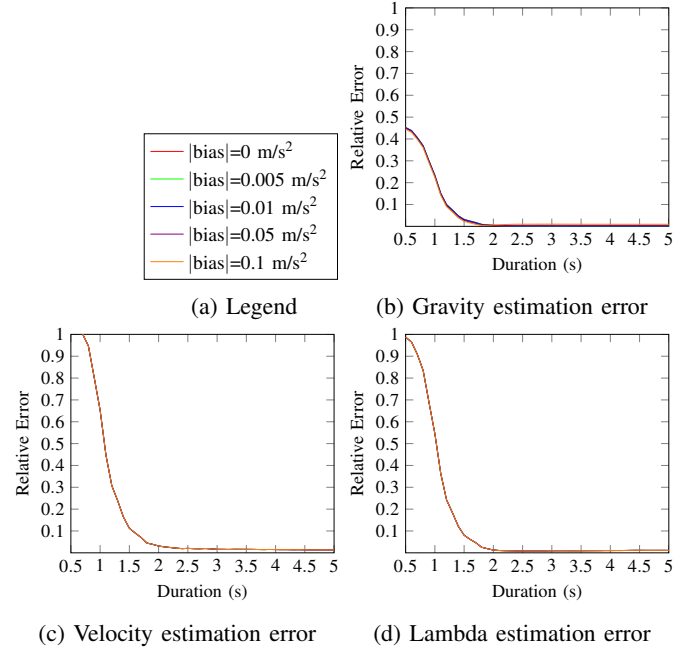 |bias|=0 m/s²
|bias|=0.005 m/s²
|bias|=0.01 m/s²
|bias|=0.05 m/s²
|bias|=0.1 m/s²
(a) Legend
1
0.9
0.8
0.7
0.6
0.5
0.4
0.3
0.2
0.1
Relative Error
0.5 1 1.5 2 2.5 3 3.5 4 4.5 5
Duration (s)
(b) Gravity estimation error
1
0.9
0.8
0.7
0.6
0.5
0.4
0.3
0.2
0.1
Relative Error
0.5 1 1.5 2 2.5 3 3.5 4 4.5 5
Duration (s)
(c) Velocity estimation error
1
0.9
0.8
0.7
0.6
0.5
0.4
0.3
0.2
0.1
Relative Error
0.5 1 1.5 2 2.5 3 3.5 4 4.5 5
Duration (s)
(d) Lambda estimation error